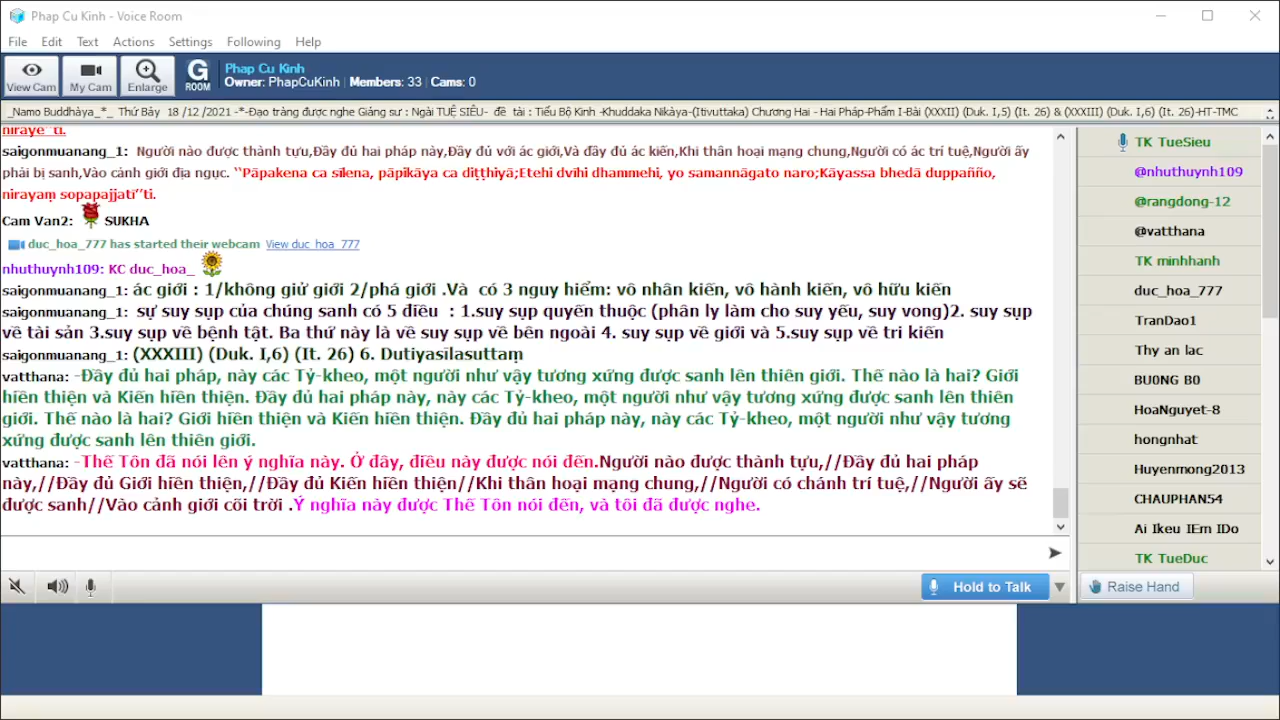 Phap Cu Kinh - Voice Room
File Edit Text Actions Settings Following Help
View Cam My Cam Enlarge G ROOM
Phap Cu Kinh
Owner: PhapCuKinh Members: 33 Cams: 0
_Namo Buddhàya_*_ Thứ Bảy 18 /12 /2021 -*-Đạo tràng được nghe Giảng sư : Ngài TUỆ SIÊU- đề tài : Tiểu Bộ Kinh -Khuddaka Nikàya-(Itivuttaka) Chương Hai - Hai Pháp-Phẩm I-Bài (XXXII) (Duk. I,5) (It. 26) & (XXXIII) (Duk. I,6) (It. 26)-HT-TMC
niraye´ti.
saigonmuanang_1: Người nào được thành tựu,Đầy đủ hai pháp này,Đầy đủ với ác giới,Và đầy đủ ác kiến,Khi thân hoại mạng chung,Người có ác trí tuệ,Người ấy
phải bị sanh,Vào cảnh giới địa ngục. ‘‘Pāpakena ca sīlena, pāpikāya ca diṭṭhiyā;Etehi dvīhi dhammehi, yo samannāgato naro;Kāyassa bhedā duppañño,
nirayaṃ sopapajjatī’’ti.
Cam Van2: SUKHA
duc_hoa_777 has started their webcam View duc_hoa_777
nhuthuynh109: KC duc_hoa_
saigonmuanang_1: ác giới : 1/không giử giới 2/phá giới .Và có 3 nguy hiểm: vô nhân kiến, vô hành kiến, vô hữu kiến
saigonmuanang_1: sự suy sụp của chúng sanh có 5 điều : 1.suy sụp quyến thuộc (phân ly làm cho suy yếu, suy vong)2. suy sụp
về tài sản 3.suy sụp về bệnh tật. Ba thứ này là về suy sụp về bên ngoài 4. suy sụp về giới và 5.suy sụp về tri kiến
saigonmuanang_1: (XXXIII) (Duk. I,6) (It. 26) 6. Dutiyasīlasuttaṃ
vatthana: -Đầy đủ hai pháp, này các Tỷ-kheo, một người như vậy tương xứng được sanh lên thiên giới. Thế nào là hai? Giới
hiền thiện và Kiến hiền thiện. Đầy đủ hai pháp này, này các Tỷ-kheo, một người như vậy tương xứng được sanh lên thiên
giới. Thế nào là hai? Giới hiền thiện và Kiến hiền thiện. Đầy đủ hai pháp này, này các Tỷ-kheo, một người như vậy tương
xứng được sanh lên thiên giới.
vatthana: -Thế Tôn đã nói lên ý nghĩa này. Ở đây, điều này được nói đến.Người nào được thành tựu,//Đầy đủ hai pháp
này,//Đầy đủ Giới hiền thiện,//Đầy đủ Kiến hiền thiện//Khi thân hoại mạng chung,//Người có chánh trí tuệ,//Người ấy sẽ
được sanh//Vào cảnh giới cõi trời .Ý nghĩa này được Thế Tôn nói đến, và tôi đã được nghe.
Hold to Talk
TK TueSieu
@nhuthuynh109
@rangdong-12
@vatthana
TK minhhanh
duc_hoa_777
TranDao1
Thy an lac
BU0NG B0
HoaNguyet-8
hongnhat
Huyenmong2013
CHAUPHAN54
Ai Ikeu IEm IDo
TK TueDuc
Raise Hand